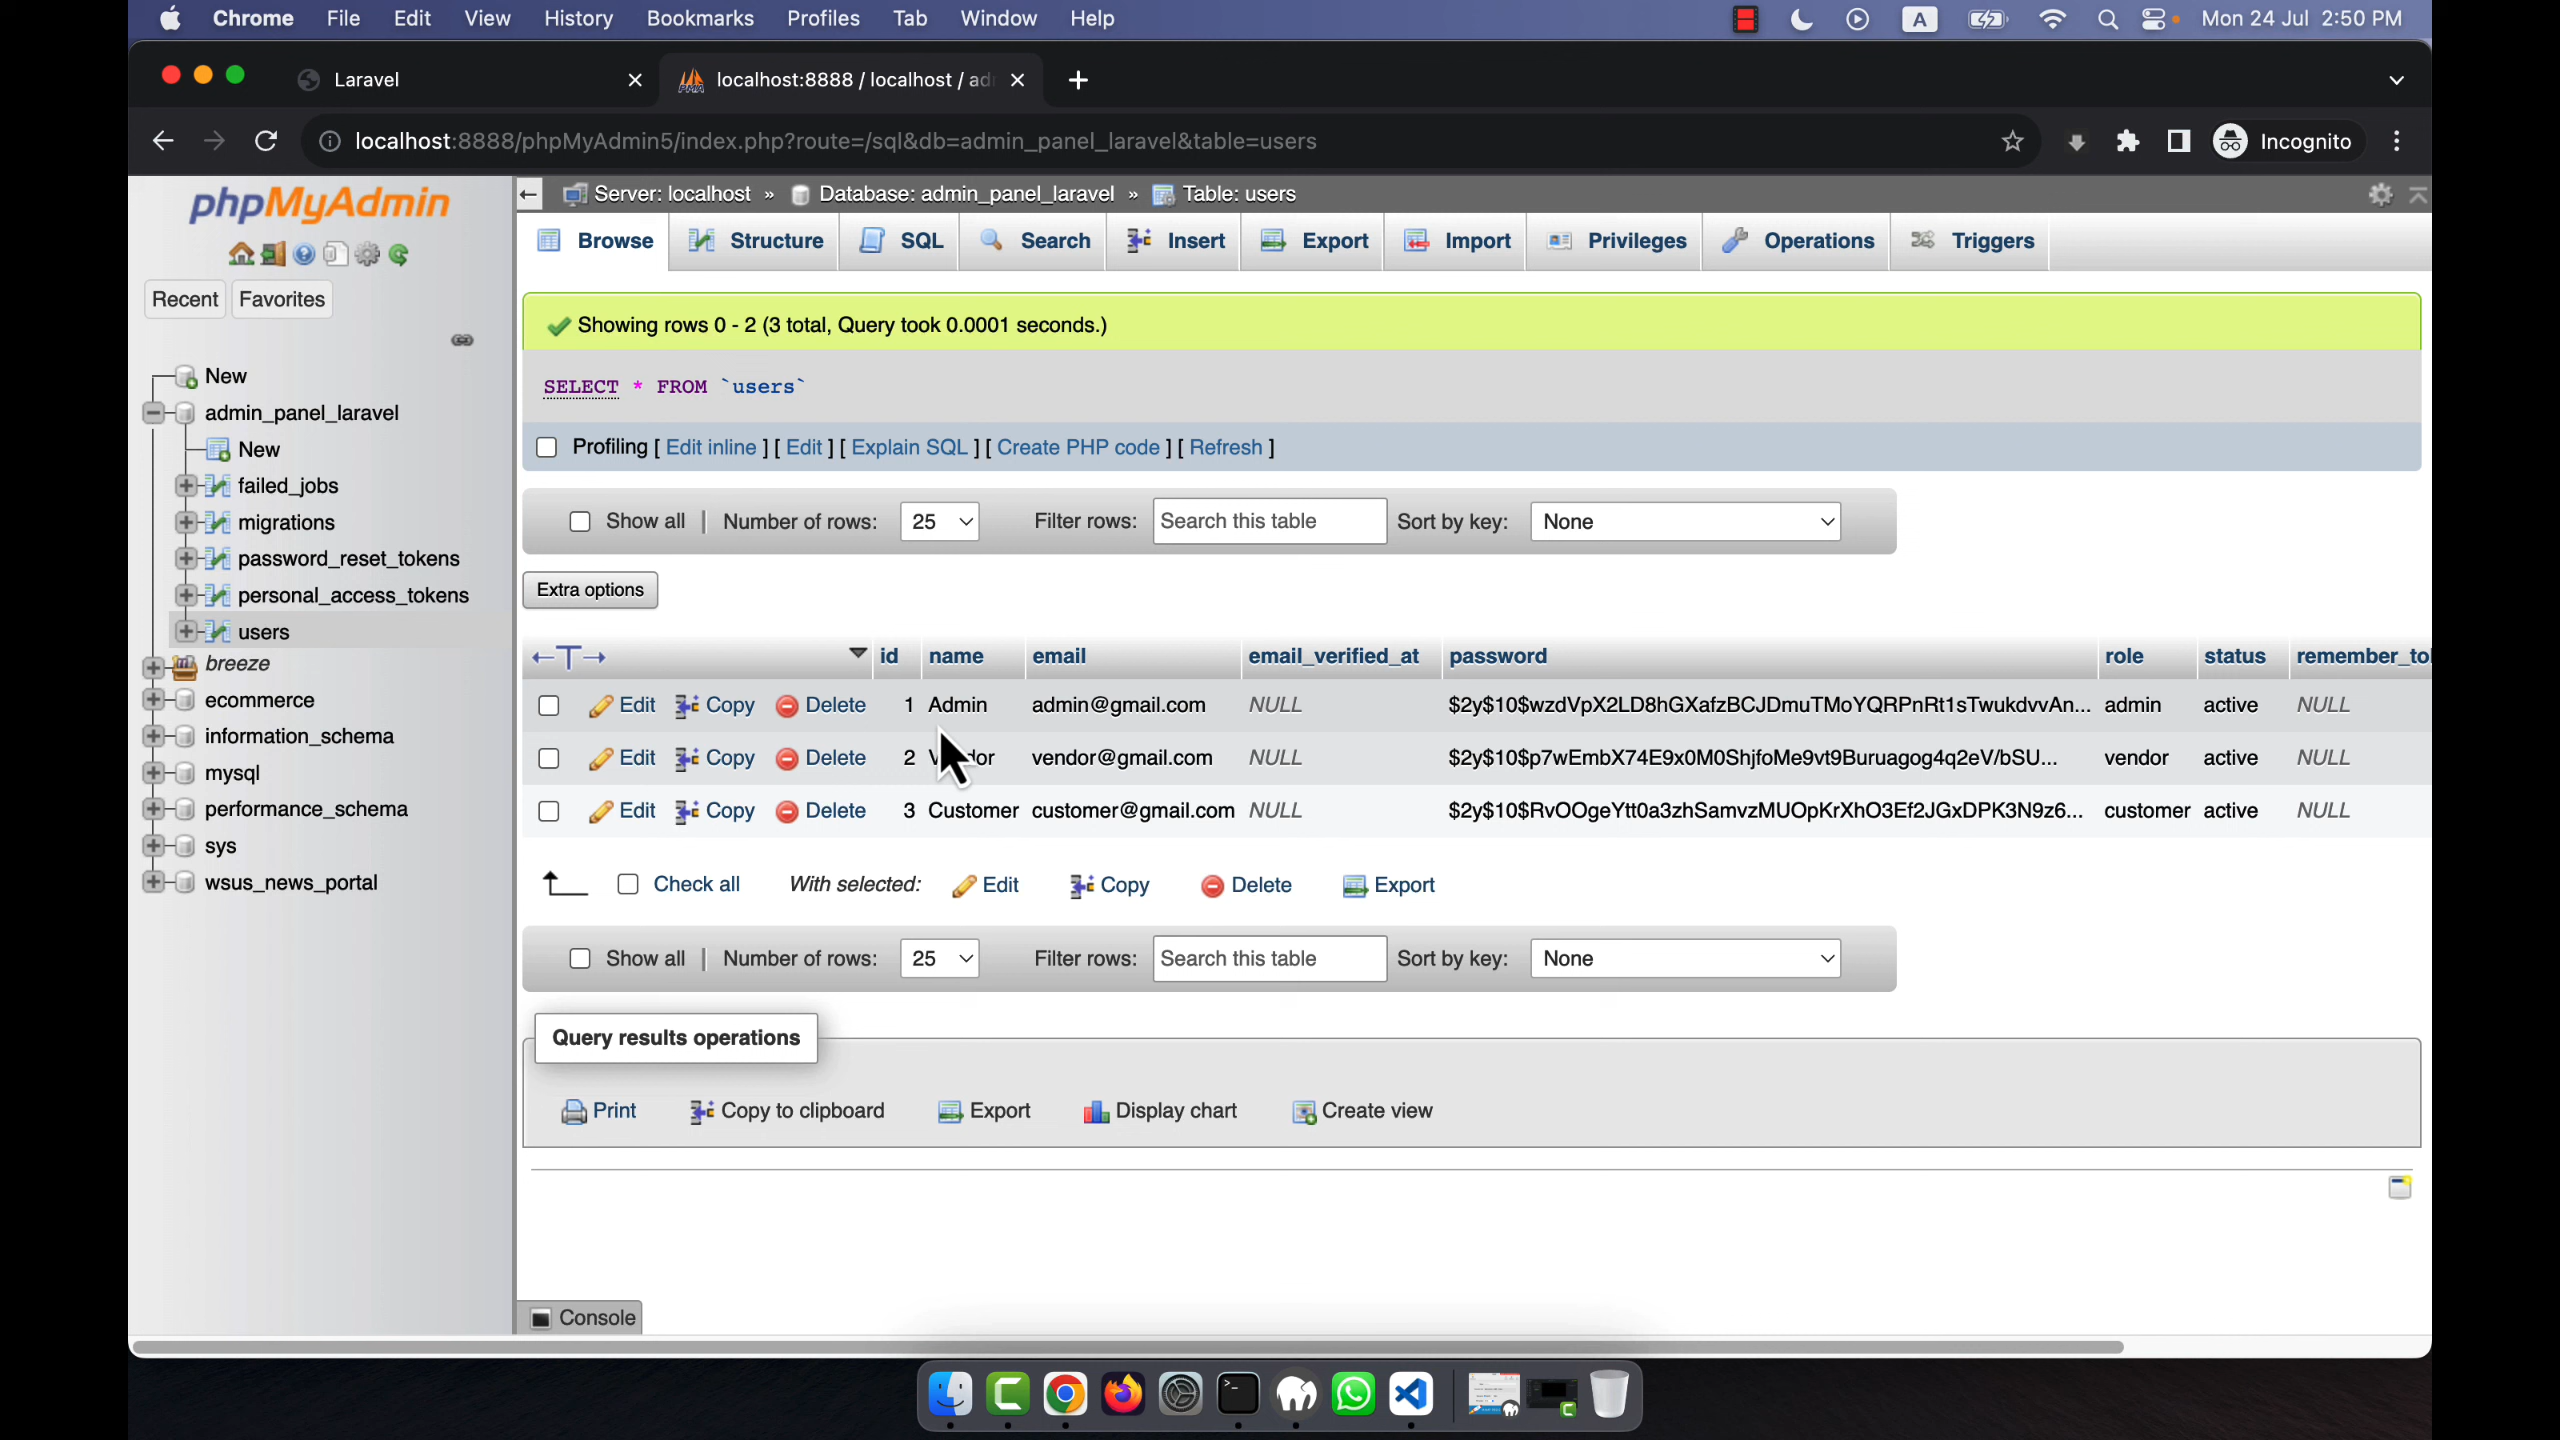 Chrome File Edit View History Bookmarks Profiles Tab Window Help A Mon 24 Jul 2:50 PM
Laravel localhost:8888 / localhost / ad
localhost:8888/phpMyAdmin5/index.php?route=/sql&db=admin_panel_laravel&table=users Incognito
phpMyAdmin
Recent Favorites
New
admin_panel_laravel
New
failed_jobs
migrations
password_reset_tokens
personal_access_tokens
users
breeze
ecommerce
information_schema
mysql
performance_schema
sys
wsus_news_portal
Server: localhost » Database: admin_panel_laravel » Table: users
Browse Structure SQL Search Insert Export Import Privileges Operations Triggers
Showing rows 0 - 2 (3 total, Query took 0.0001 seconds.)
SELECT * FROM `users`
Profiling [ Edit inline ] [ Edit ] [ Explain SQL ] [ Create PHP code ] [ Refresh ]
Show all | Number of rows: 25 Filter rows: Search this table Sort by key: None
Extra options
←T→ id name email email_verified_at password role status remember_to
Edit Copy Delete 1 Admin admin@gmail.com NULL $2y$10$wzdVpX2LD8hGXafzBCJDmuTMoYQRPnRt1sTwukdvvAn... admin active NULL
Edit Copy Delete 2 V dor vendor@gmail.com NULL $2y$10$p7wEmbX74E9x0M0ShjfoMe9vt9Buruagog4q2eV/bSU... vendor active NULL
Edit Copy Delete 3 Customer customer@gmail.com NULL $2y$10$RvOOgeYtt0a3zhSamvzMUOpKrXhO3Ef2JGxDPK3N9z6... customer active NULL
Check all With selected: Edit Copy Delete Export
Show all | Number of rows: 25 Filter rows: Search this table Sort by key: None
Query results operations
Print Copy to clipboard Export Display chart Create view
Console